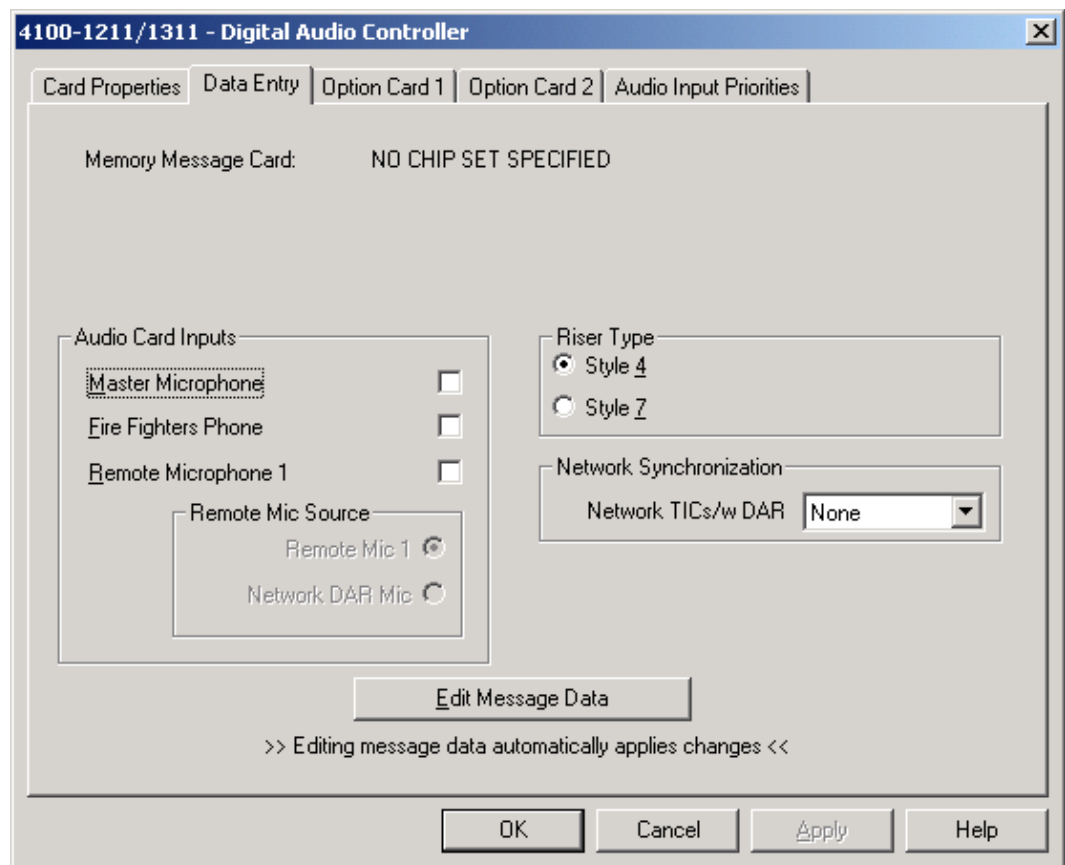 4100-1211/1311 - Digital Audio Controller
Card Properties
Data Entry
Option Card 1
Option Card 2
Audio Input Priorities
Memory Message Card: NO CHIP SET SPECIFIED
Audio Card Inputs
Master Microphone
Fire Fighters Phone
Remote Microphone 1
Remote Mic Source
Remote Mic 1
Network DAR Mic
Riser Type
Style 4
Style 7
Network Synchronization
Network TICs/w DAR None
Edit Message Data
>> Editing message data automatically applies changes <<
OK
Cancel
Apply
Help